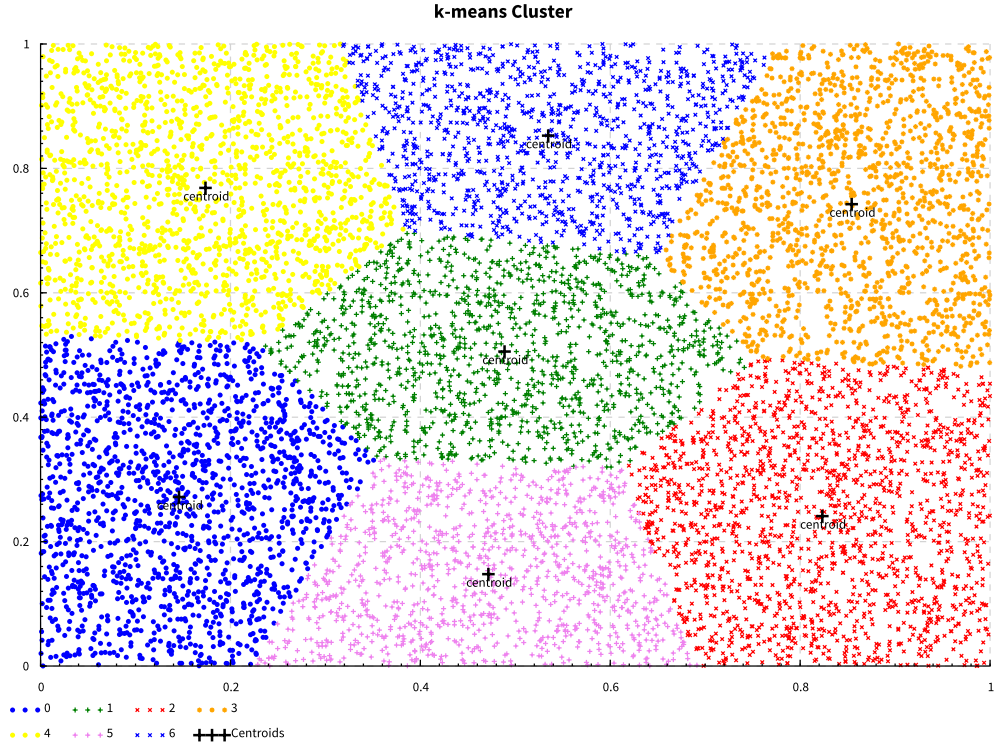 k-means Cluster
1
0.8
0.6
0.4
0.2
0
centroid
centroid
centroid
centroid
centroid
centroid
centroid
0 0.2 0.4 0.6 0.8 1
0 1 2 3
4 5 6 Centroids